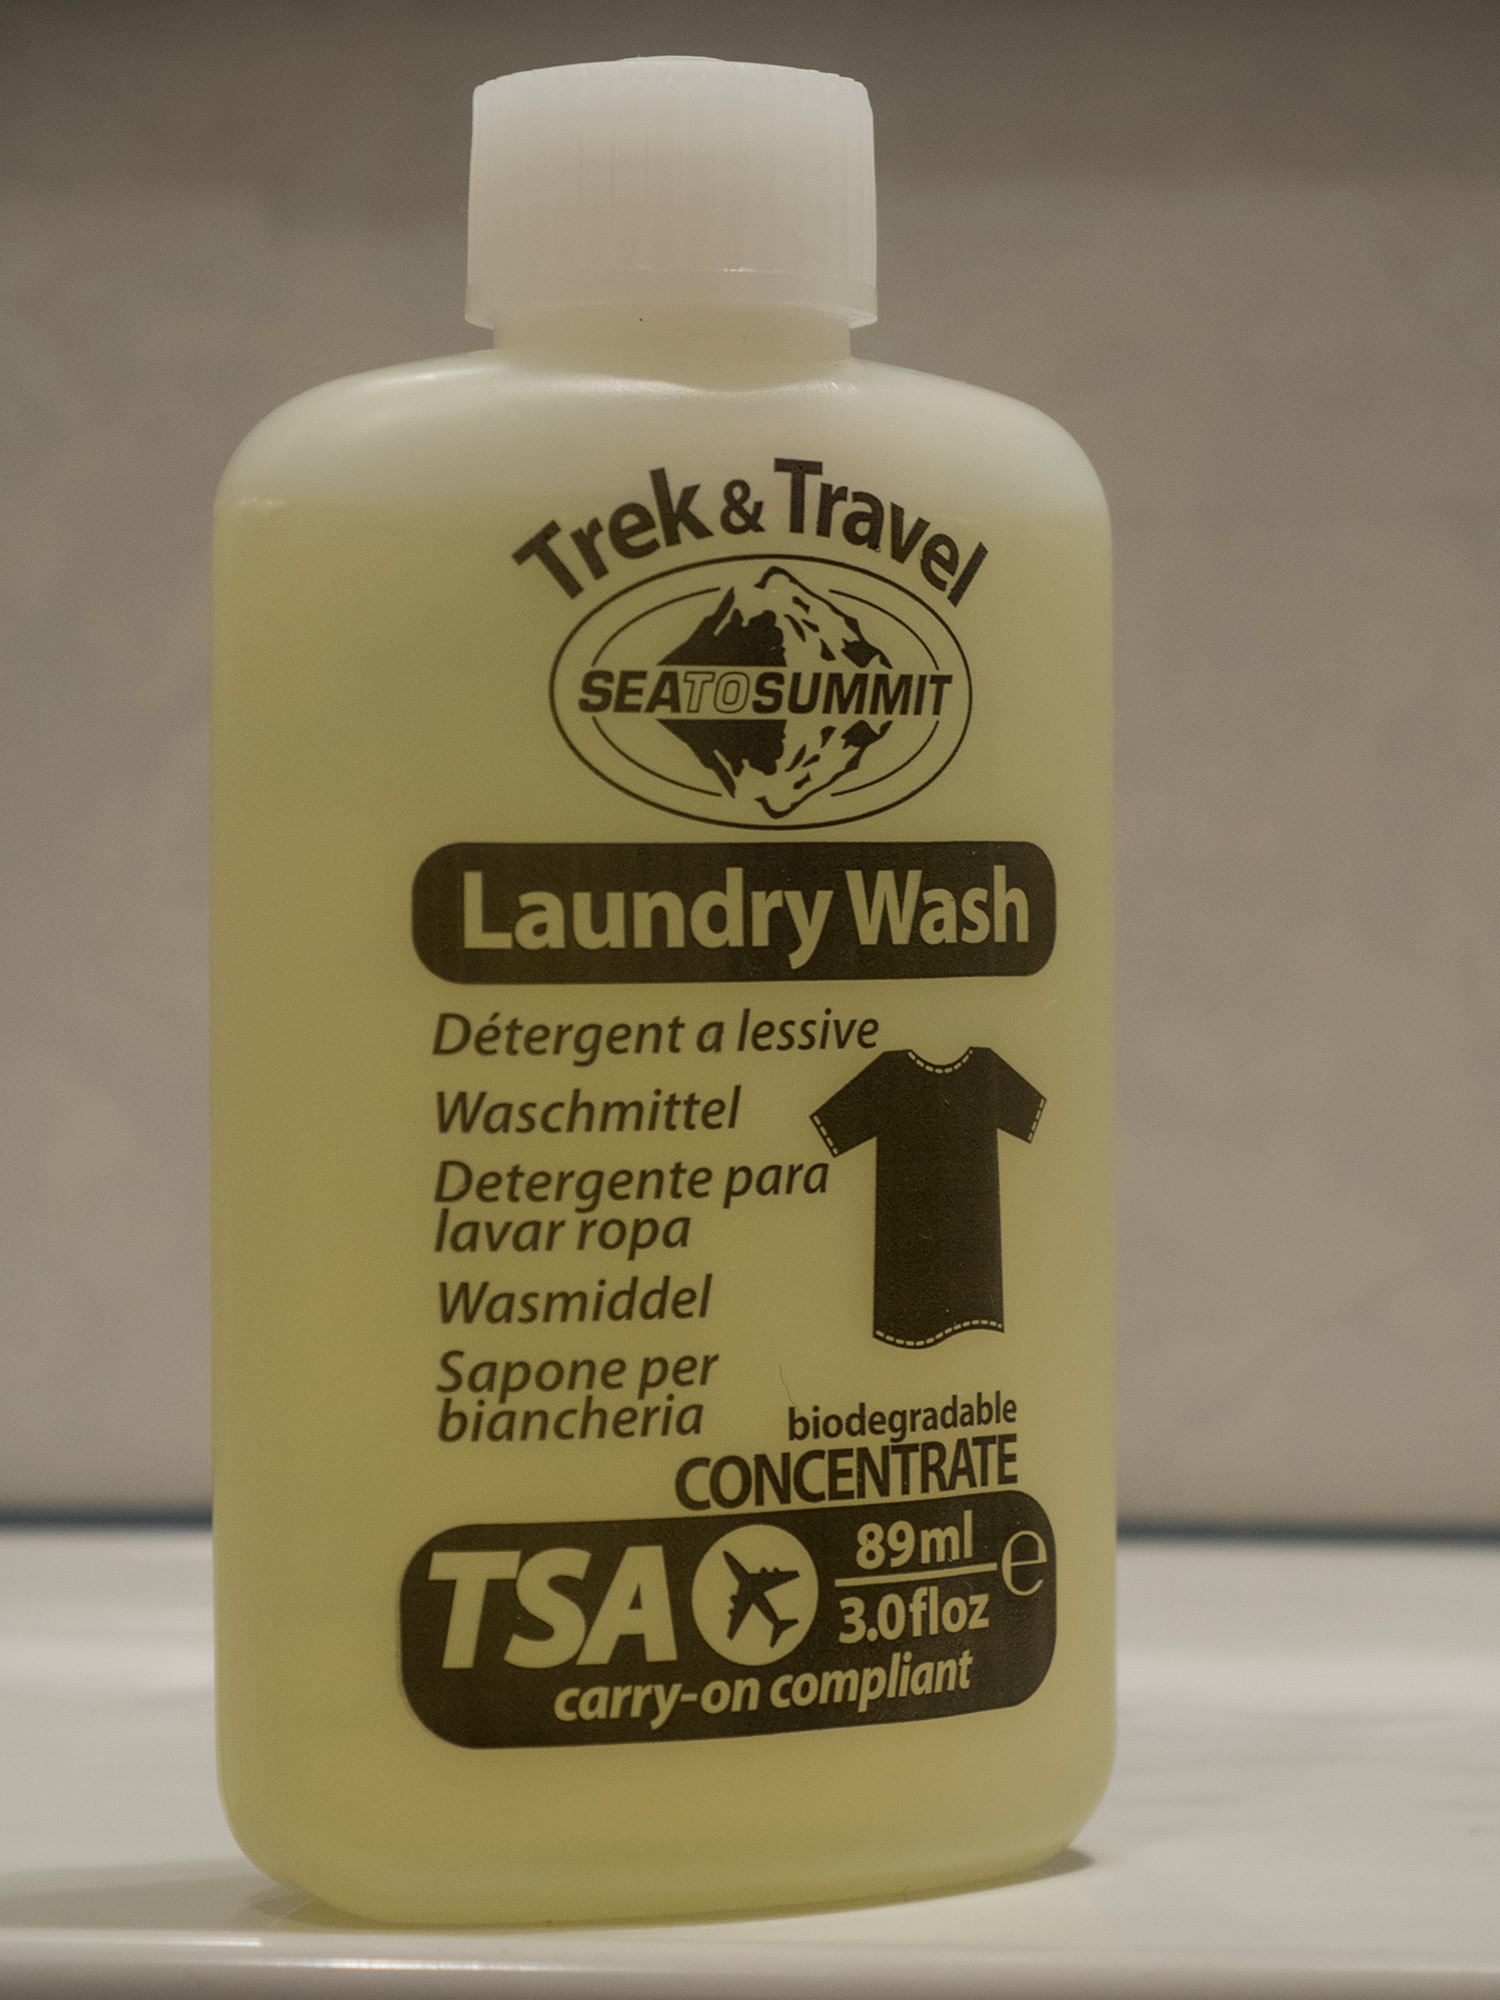 Trek & Travel
SEATOSUMMIT
Laundry Wash
Détergent a lessive
Waschmittel
Detergente para
lavar ropa
Wasmiddel
Sapone per
biancheria
biodegradable
CONCENTRATE
TSA
89ml
3.0floz
e
carry-on compliant